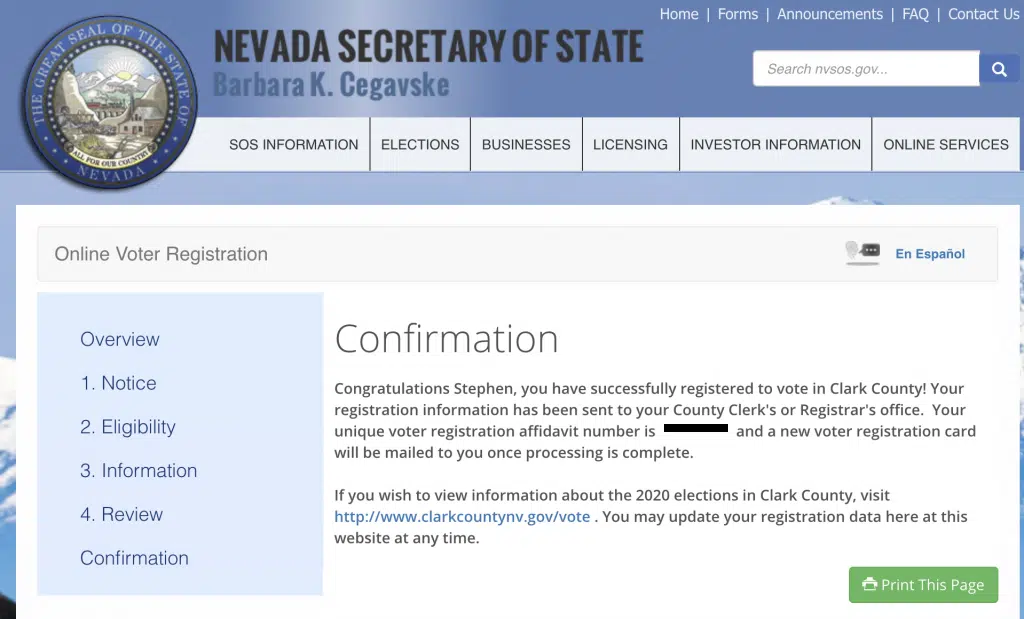 Home | Forms | Announcements | FAQ | Contact Us
NEVADA SECRETARY OF STATE
Barbara K. Cegavske
Search nvsos.gov...
THE GREAT SEAL OF THE STATE OF
ALL FOR OUR COUNTRY
NEVADA
SOS INFORMATION | ELECTIONS | BUSINESSES | LICENSING | INVESTOR INFORMATION | ONLINE SERVICES
Online Voter Registration
En Español
Overview
1. Notice
2. Eligibility
3. Information
4. Review
Confirmation
Confirmation
Congratulations Stephen, you have successfully registered to vote in Clark County! Your
registration information has been sent to your County Clerk's or Registrar's office. Your
unique voter registration affidavit number is and a new voter registration card
will be mailed to you once processing is complete.
If you wish to view information about the 2020 elections in Clark County, visit
http://www.clarkcountynv.gov/vote . You may update your registration data here at this
website at any time.
Print This Page